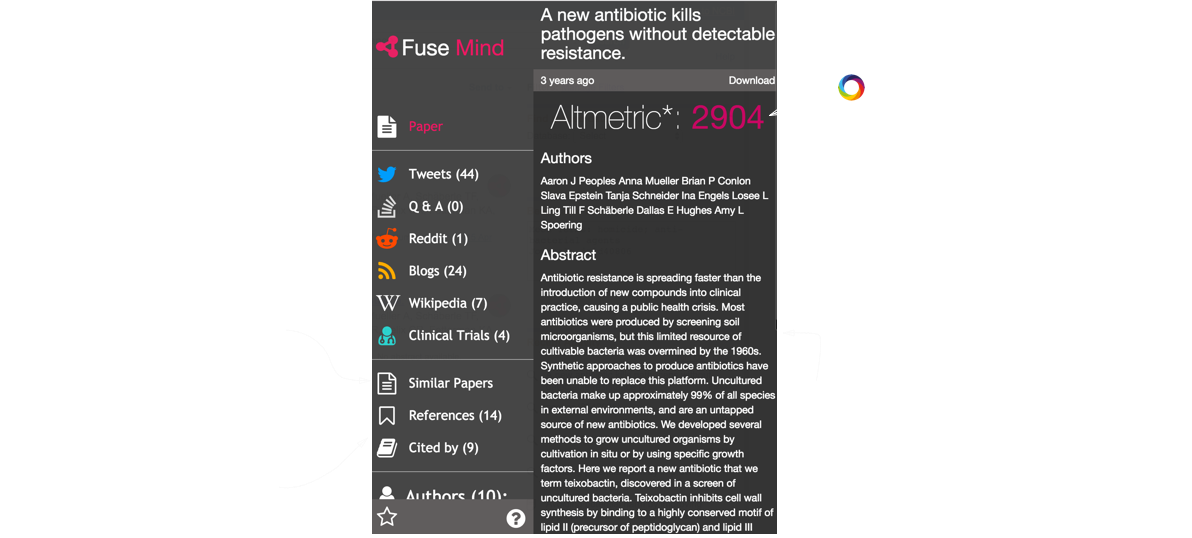 Fuse Mind
Paper
Tweets (44)
Q & A (0)
Reddit (1)
Blogs (24)
Wikipedia (7)
Clinical Trials (4)
Similar Papers
References (14)
Cited by (9)
Authors (10):
?
A new antibiotic kills
pathogens without detectable
resistance.
3 years ago Download
Altmetric*: 2904
Authors
Aaron J Peoples Anna Mueller Brian P Conlon
Slava Epstein Tanja Schneider Ina Engels Losee L
Ling Till F Schäberle Dallas E Hughes Amy L
Spoering
Abstract
Antibiotic resistance is spreading faster than the
introduction of new compounds into clinical
practice, causing a public health crisis. Most
antibiotics were produced by screening soil
microorganisms, but this limited resource of
cultivable bacteria was overmined by the 1960s.
Synthetic approaches to produce antibiotics have
been unable to replace this platform. Uncultured
bacteria make up approximately 99% of all species
in external environments, and are an untapped
source of new antibiotics. We developed several
methods to grow uncultured organisms by
cultivation in situ or by using specific growth
factors. Here we report a new antibiotic that we
term teixobactin, discovered in a screen of
uncultured bacteria. Teixobactin inhibits cell wall
synthesis by binding to a highly conserved motif of
lipid II (precursor of peptidoglycan) and lipid III